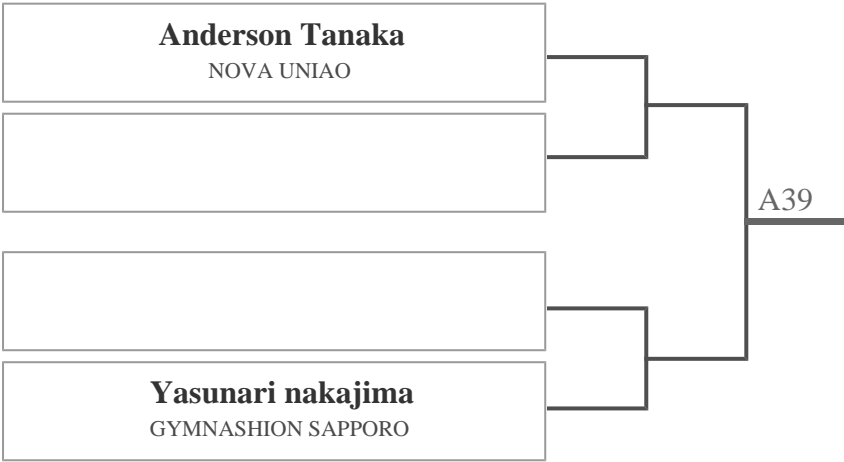 Anderson Tanaka
NOVA UNIAO
A39
Yasunari nakajima
GYMNASHION SAPPORO